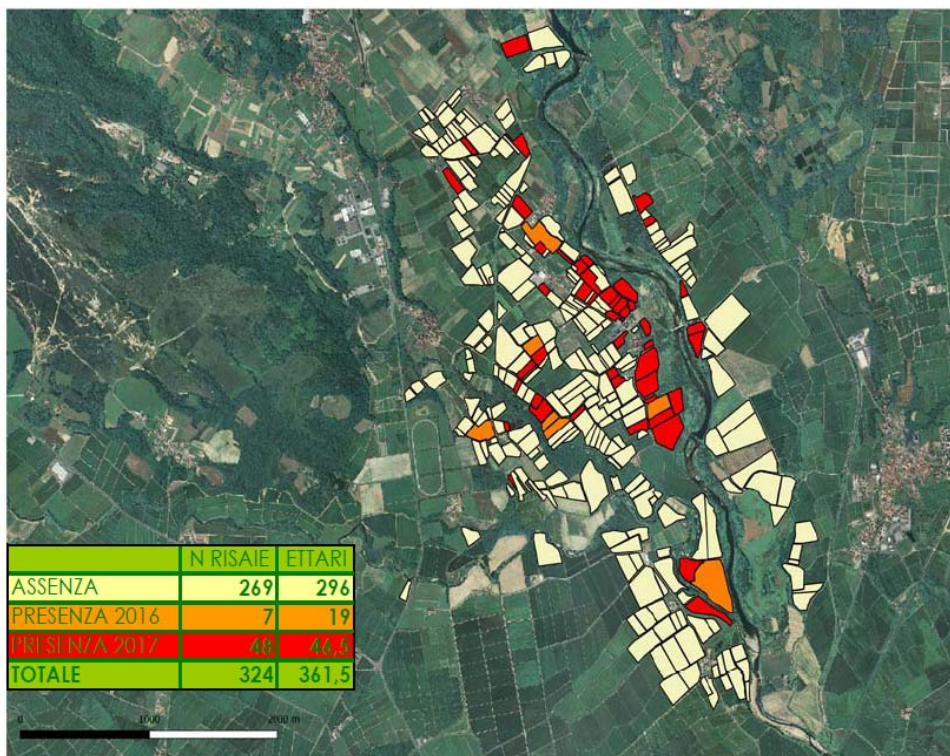 N RISAIE ETTARI
ASSENZA 269 296
PRESENZA 2016 7 19
PRESENZA 2017 48 46,5
TOTALE 324 361,5
0 1000 2000 m